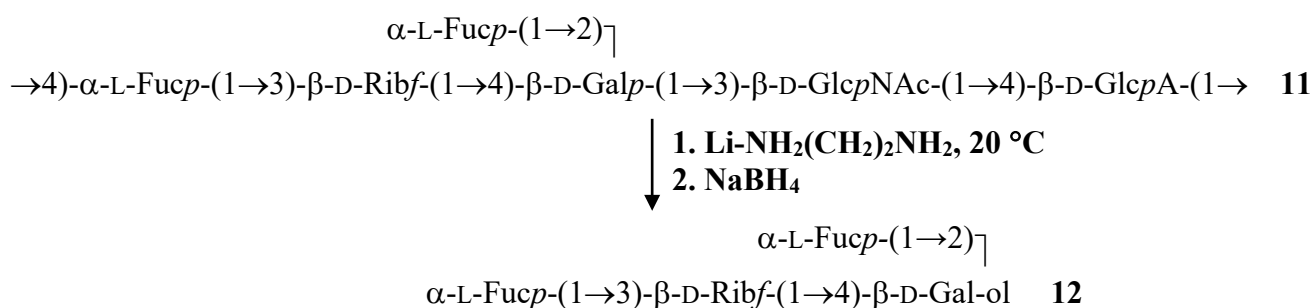 α-L-Fucp-(1→2)┐
→4)-α-L-Fucp-(1→3)-β-D-Ribf-(1→4)-β-D-Galp-(1→3)-β-D-GlcpNAc-(1→4)-β-D-GlcpA-(1→ 11
1. Li-NH₂(CH₂)₂NH₂, 20 °C
2. NaBH₄
α-L-Fucp-(1→2)┐
α-L-Fucp-(1→3)-β-D-Ribf-(1→4)-β-D-Gal-ol 12